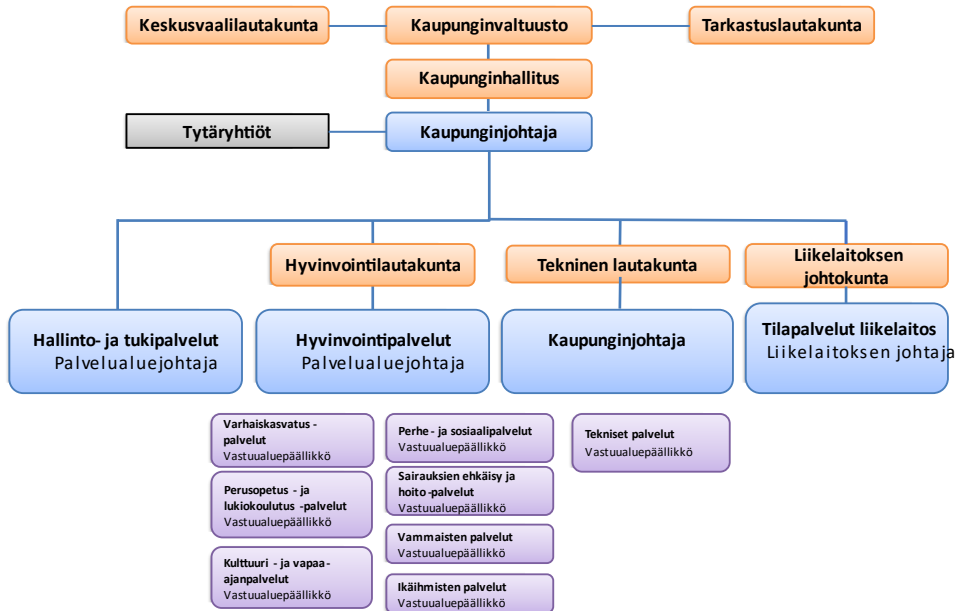 Keskusvaalilautakunta
Kaupunginvaltuusto
Tarkastuslautakunta
Kaupunginhallitus
Tytäryhtiöt
Kaupunginjohtaja
Hyvinvointilautakunta
Tekninen lautakunta
Liikelaitoksen
johtokunta
Hallinto- ja tukipalvelut
Palvelualuejohtaja
Hyvinvointipalvelut
Palvelualuejohtaja
Kaupunginjohtaja
Tilapalvelut liikelaitos
Liikelaitoksen johtaja
Varhaiskasvatus -
palvelut
Vastuualuepäällikkö
Perusopetus - ja
lukiokoulutus -palvelut
Vastuualuepäällikkö
Kulttuuri - ja vapaa-
ajanpalvelut
Vastuualuepäällikkö
Perhe - ja sosiaalipalvelut
Vastuualuepäällikkö
Sairauksien ehkäisy ja
hoito -palvelut
Vastuualuepäällikkö
Vammaisten palvelut
Vastuualuepäällikkö
Ikäihmisten palvelut
Vastuualuepäällikkö
Tekniset palvelut
Vastuualuepäällikkö